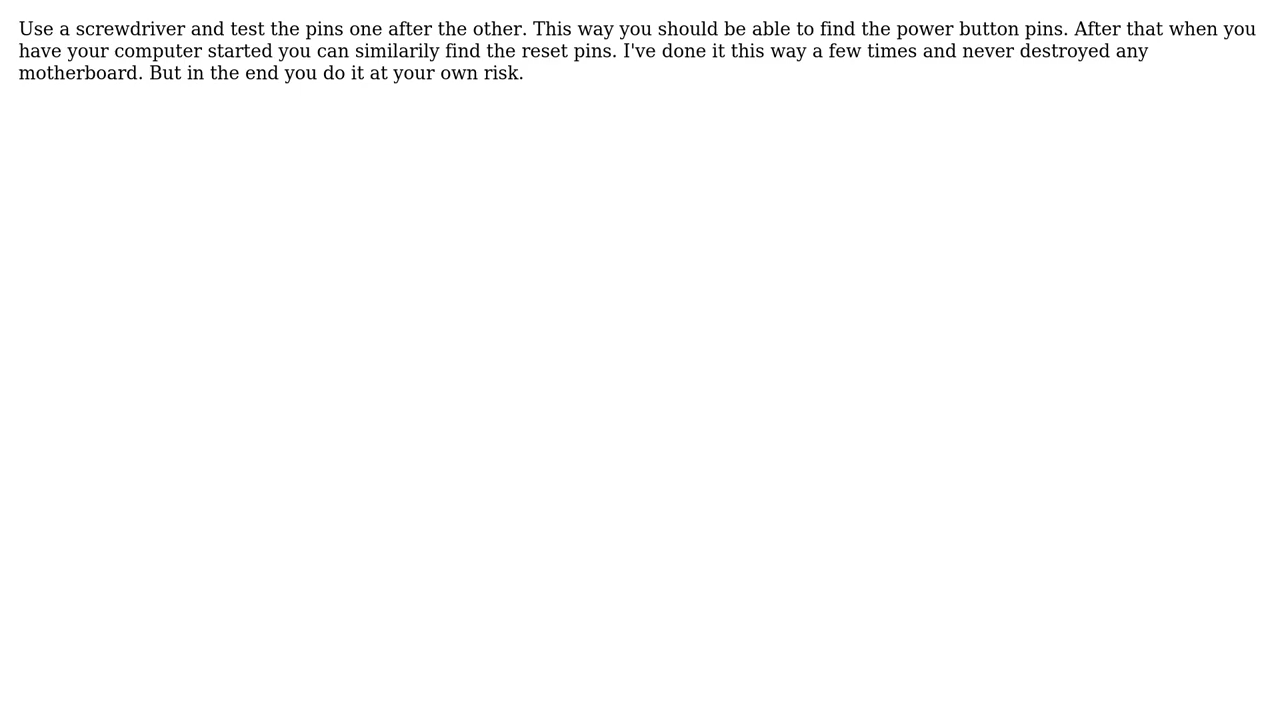 Use a screwdriver and test the pins one after the other. This way you should be able to find the power button pins. After that when you
have your computer started you can similarily find the reset pins. I've done it this way a few times and never destroyed any
motherboard. But in the end you do it at your own risk.